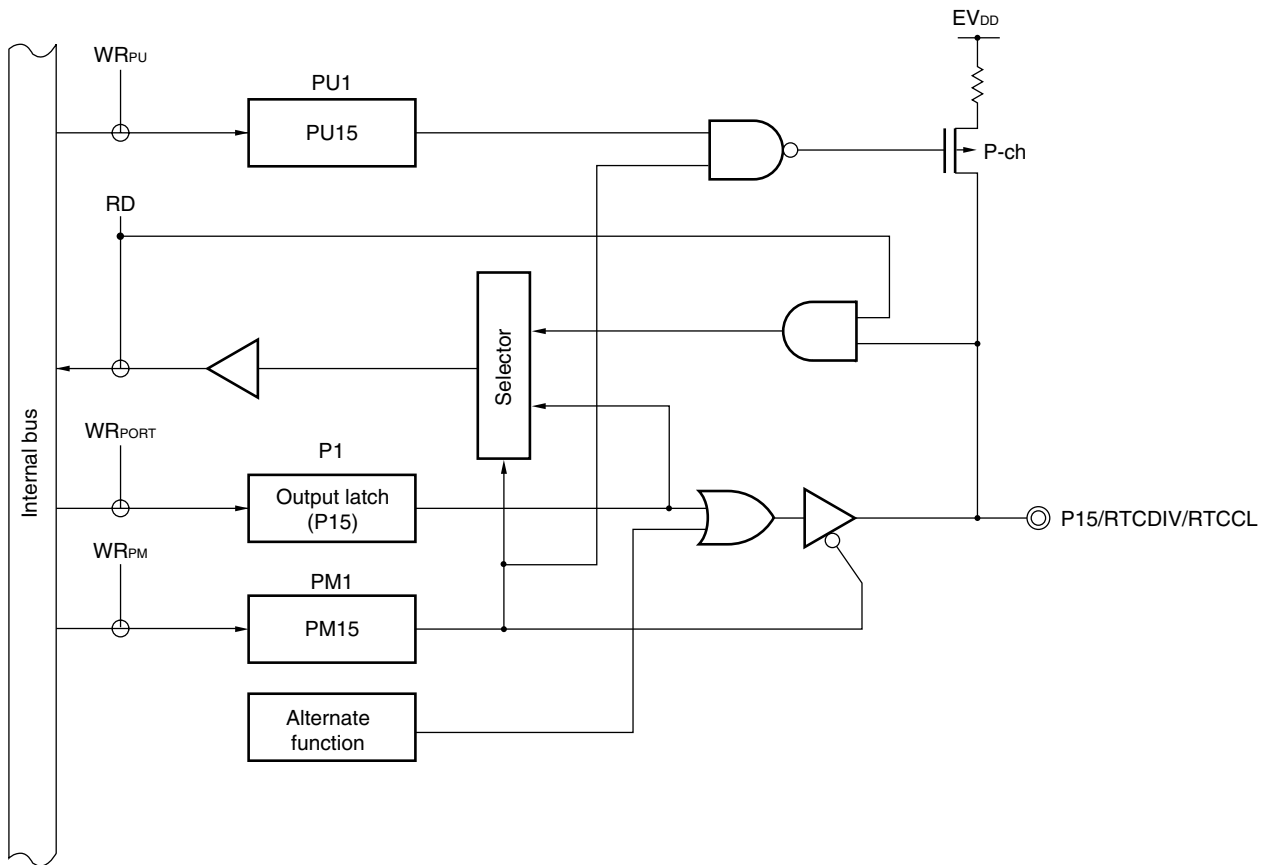 EVDD
WRPU
PU1
PU15
P-ch
RD
Selector
Internal bus
WRPORT
P1
Output latch
(P15)
P15/RTCDIV/RTCCL
WRPM
PM1
PM15
Alternate
function